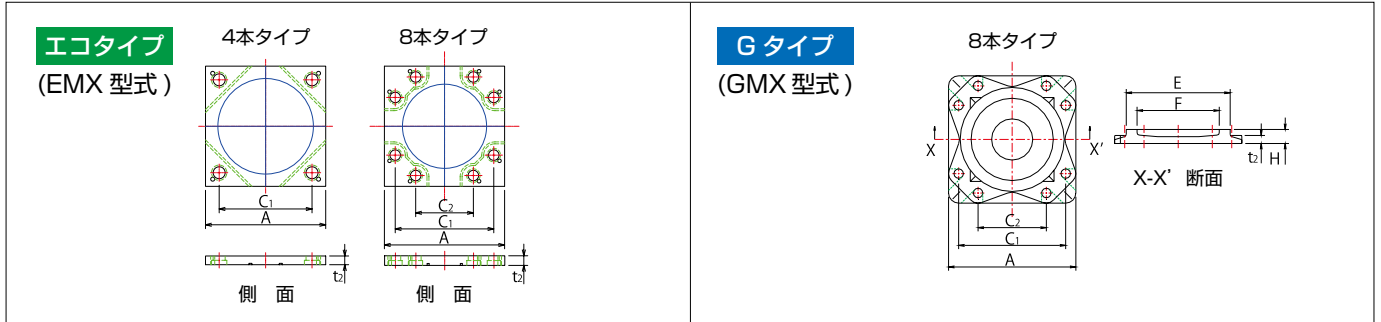 エコタイプ
(EMX 型式 )
4本タイプ
8本タイプ
C1
A
t2
側 面
C2
C1
A
t2
側 面
G タイプ
(GMX 型式 )
8本タイプ
X
X'
C2
C1
A
E
F
t2
H
X-X' 断面